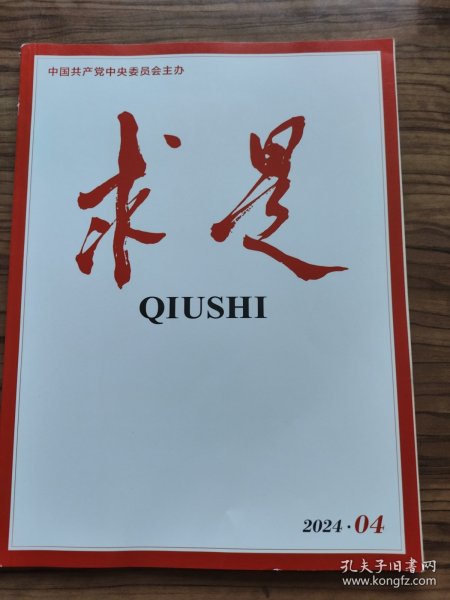 中国共产党中央委员会主办
求是
QIUSHI
2024·04
孔夫子旧书网
www.kongfz.com